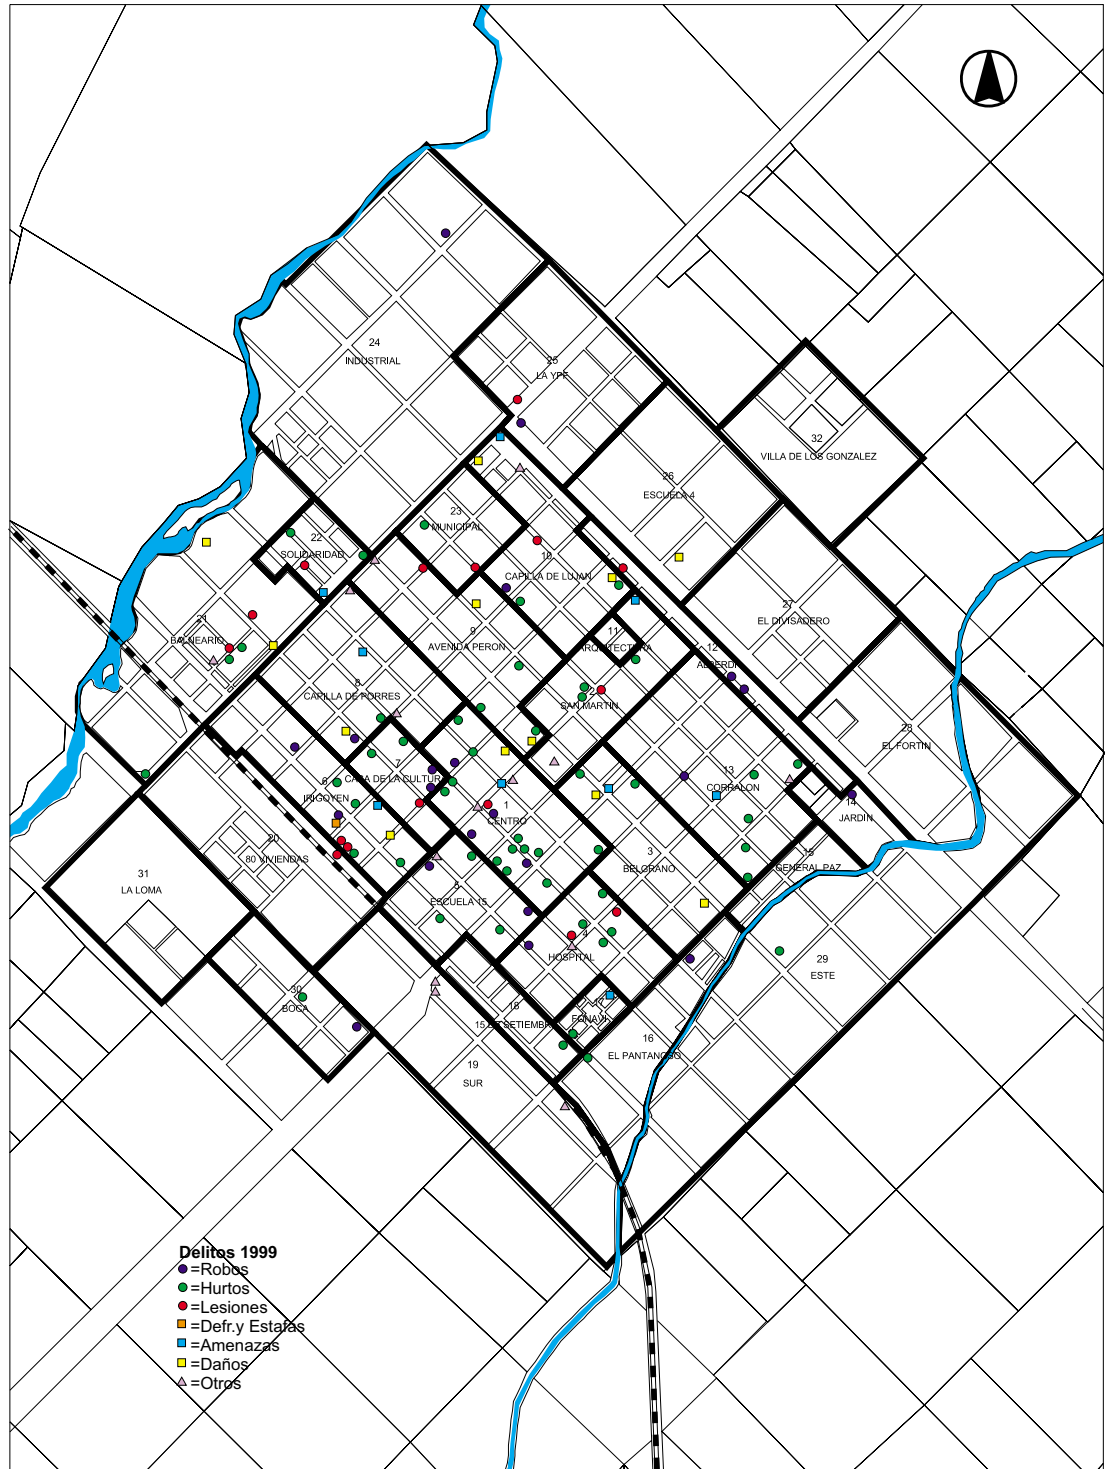 24
INDUSTRIAL
25
LA YPF
32
VILLA DE LOS GONZALEZ
26
ESCUELA 4
23
MUNICIPAL
22
SOLIDARIDAD
10
CAPILLA DE LUJAN
27
EL DIVISADERO
21
BALNEARIO
9
AVENIDA PERON
11
ARQUITECTURA
12
ALBERDI
8
CAPILLA DE PORRES
2
SAN MARTIN
28
EL FORTIN
7
CASA DE LA CULTURA
6
IRIGOYEN
13
CORRALON
1
CENTRO
14
JARDIN
20
80 VIVIENDAS
3
BELGRANO
15
GENERAL PAZ
31
LA LOMA
5
ESCUELA 15
4
HOSPITAL
29
ESTE
30
BOCA
18
15 DE SETIEMBRE
17
FONAVI
16
EL PANTANOSO
19
SUR
Delitos 1999
=Robos
=Hurtos
=Lesiones
=Defr.y Estafas
=Amenazas
=Daños
=Otros